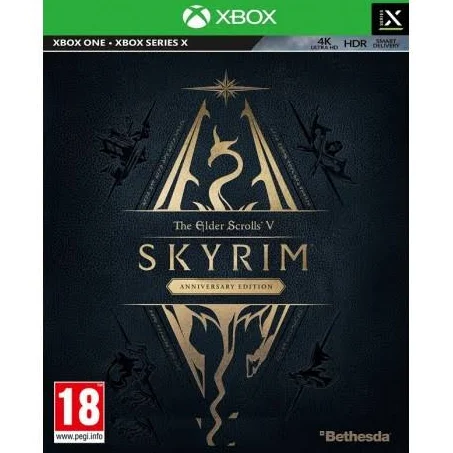 XBOX
XBOX ONE • XBOX SERIES X
4K
ULTRA HD
HDR
SMART
DELIVERY
SERIES X
The Elder Scrolls V
SKYRIM
ANNIVERSARY EDITION
18
www.pegi.info
Bethesda